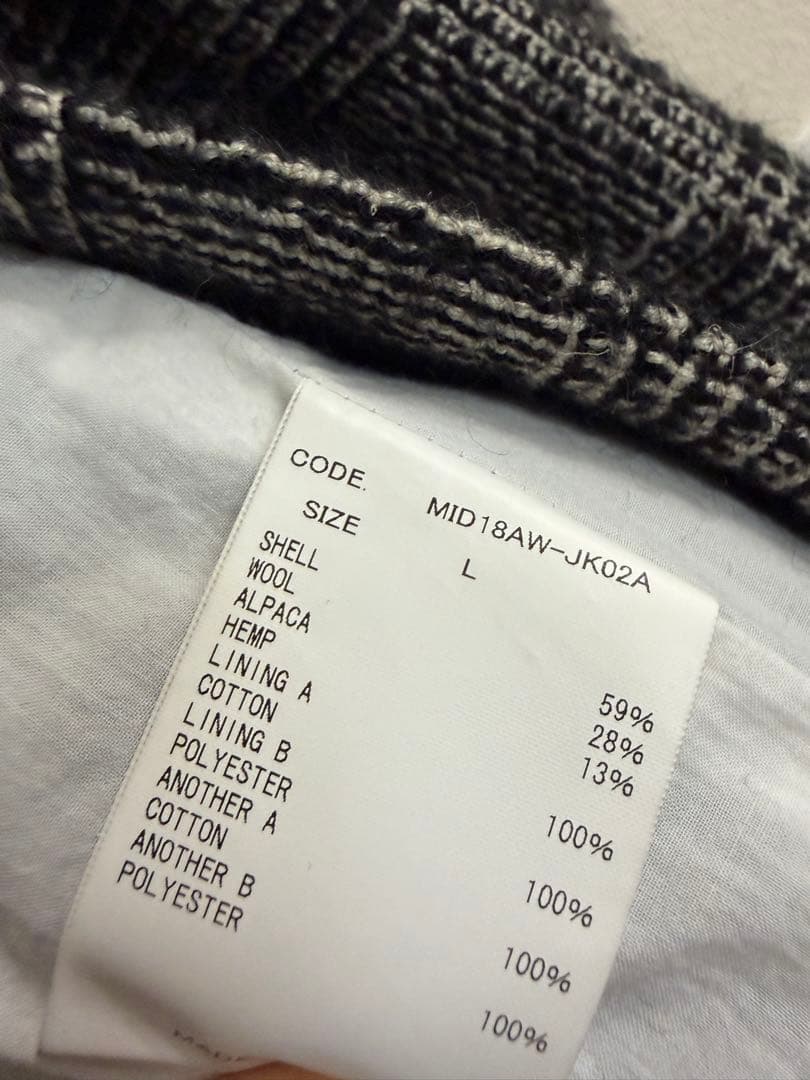 CODE. MID18AW-JK02A
SIZE L
SHELL
WOOL 59%
ALPACA 28%
HEMP 13%
LINING A
COTTON 100%
LINING B
POLYESTER 100%
ANOTHER A
COTTON 100%
ANOTHER B
POLYESTER 100%